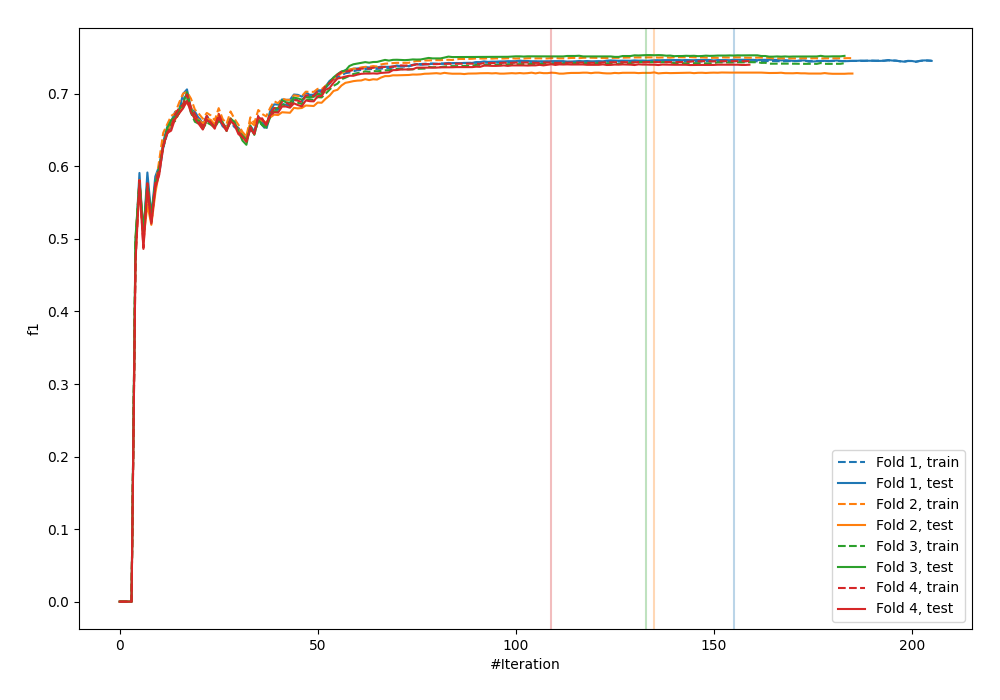 0.7
0.6
0.5
0.4
0.3
0.2
0.1
0.0
f1
0
50
100
150
200
#Iteration
Fold 1, train
Fold 1, test
Fold 2, train
Fold 2, test
Fold 3, train
Fold 3, test
Fold 4, train
Fold 4, test